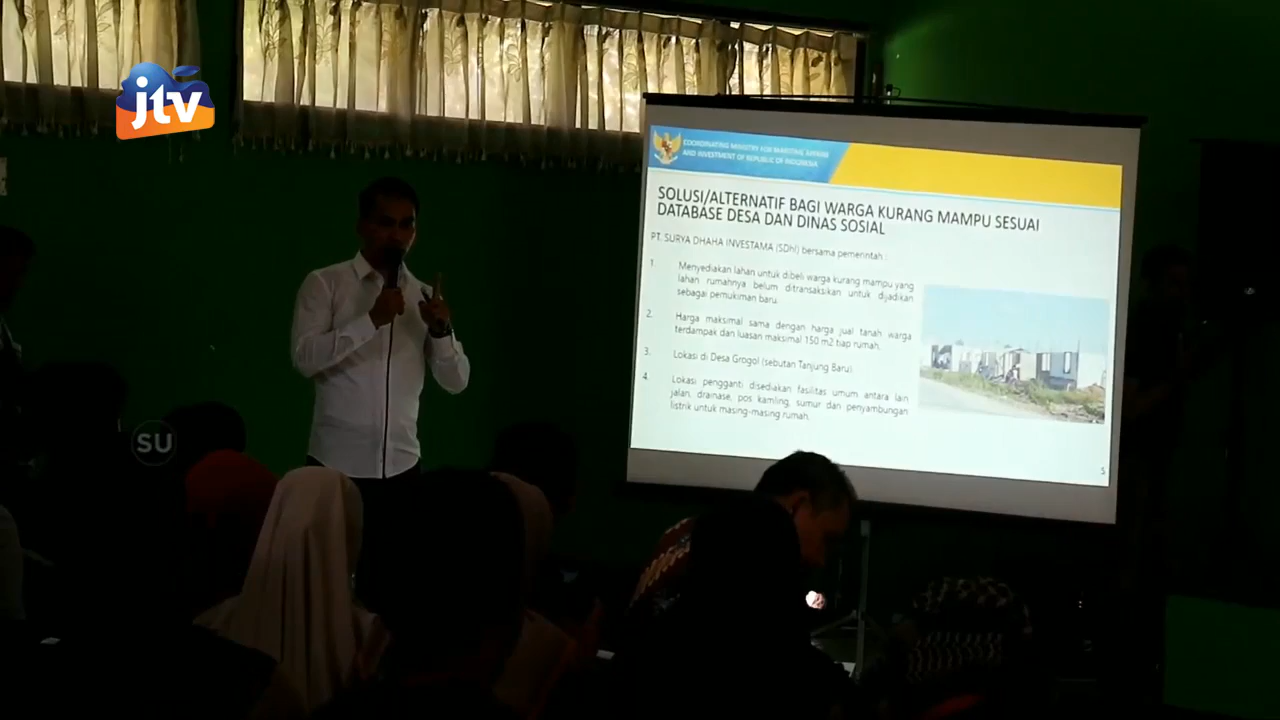 jtv
COORDINATING MINISTRY FOR MARITIME AFFAIRS
AND INVESTMENT OF REPUBLIC OF INDONESIA
SOLUSI/ALTERNATIF BAGI WARGA KURANG MAMPU SESUAI
DATABASE DESA DAN DINAS SOSIAL
PT. SURYA DHAHA INVESTAMA (SDhI) bersama pemerintah :
1. Menyediakan lahan untuk dibeli warga kurang mampu yang
lahan rumahnya belum ditransaksikan untuk dijadikan
sebagai pemukiman baru.
2. Harga maksimal sama dengan harga jual tanah warga
terdampak dan luasan maksimal 150 m2 tiap rumah.
3. Lokasi di Desa Grogol (sebutan Tanjung Baru)
4. Lokasi pengganti disediakan fasilitas umum antara lain
jalan, drainase, pos kamling, sumur dan penyambungan
listrik untuk masing-masing rumah.
5
SU